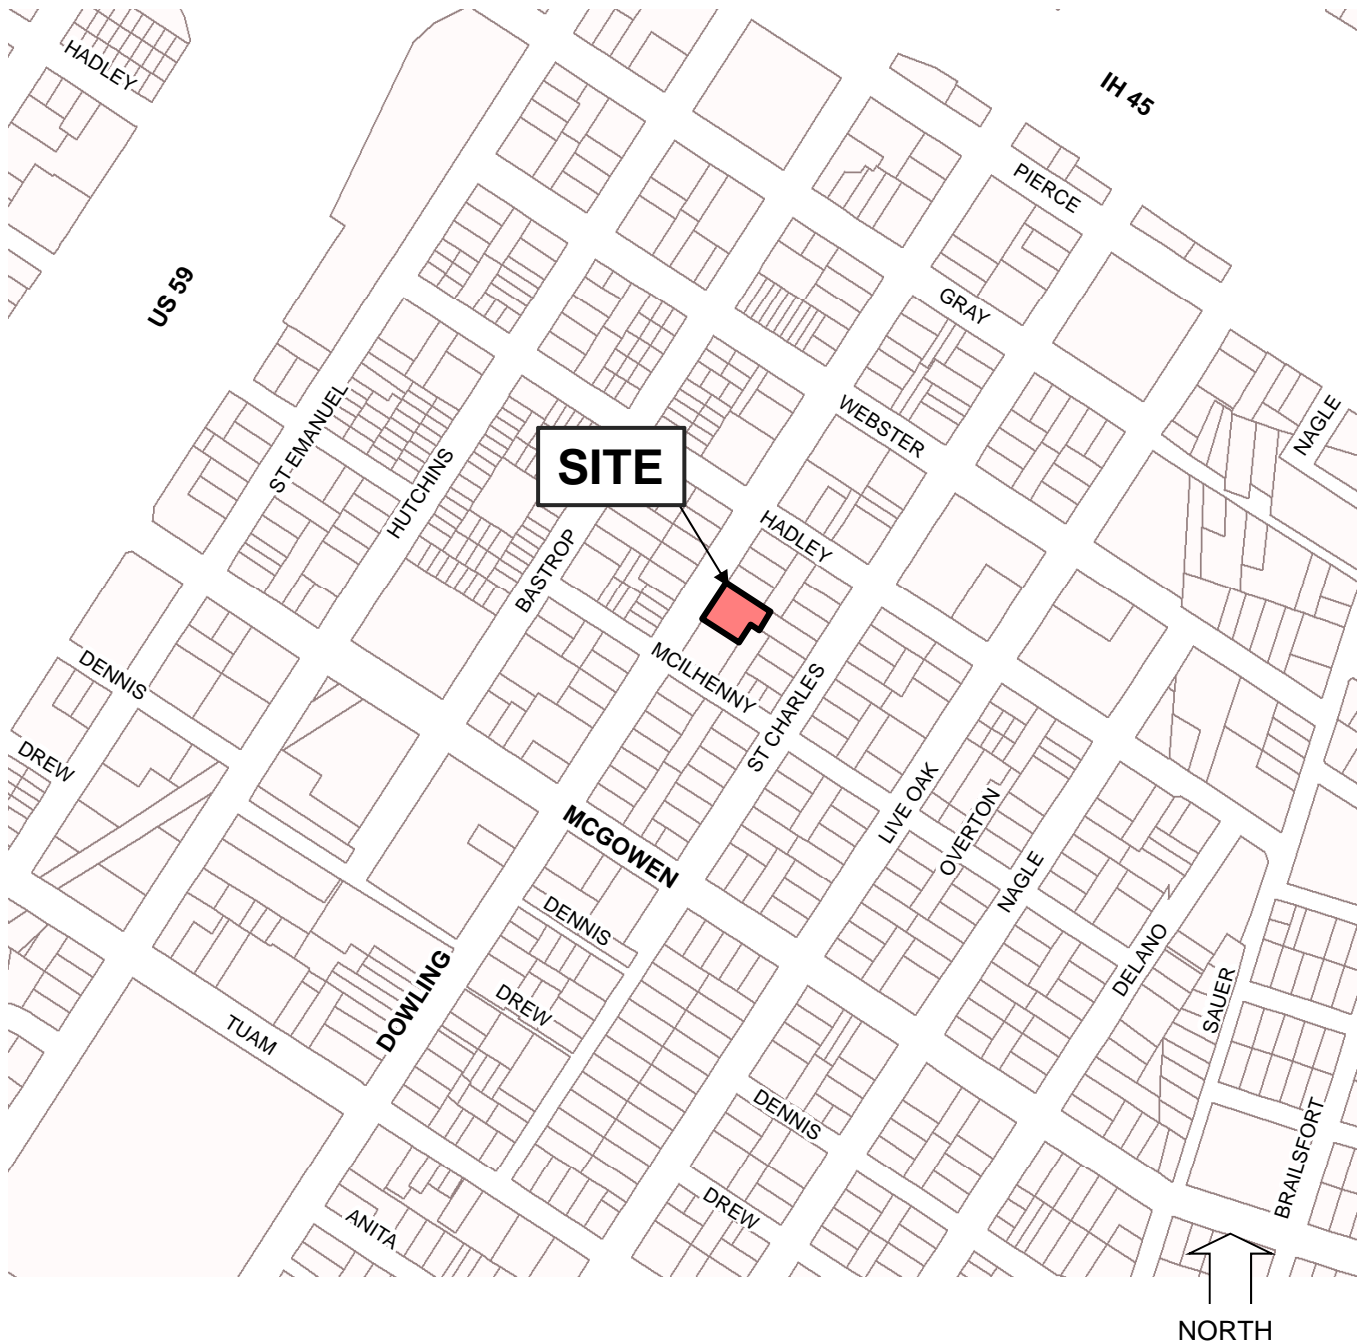 HADLEY
IH 45
PIERCE
US 59
GRAY
NAGLE
WEBSTER
ST. EMANUEL
HUTCHINS
SITE
HADLEY
BASTROP
MCILHENNY
DENNIS
ST CHARLES
DREW
LIVE OAK
OVERTON
MCGOWEN
NAGLE
DENNIS
DELANO
DOWLING
SAUER
DREW
TUAM
DENNIS
BRAILSFORT
DREW
ANITA
NORTH